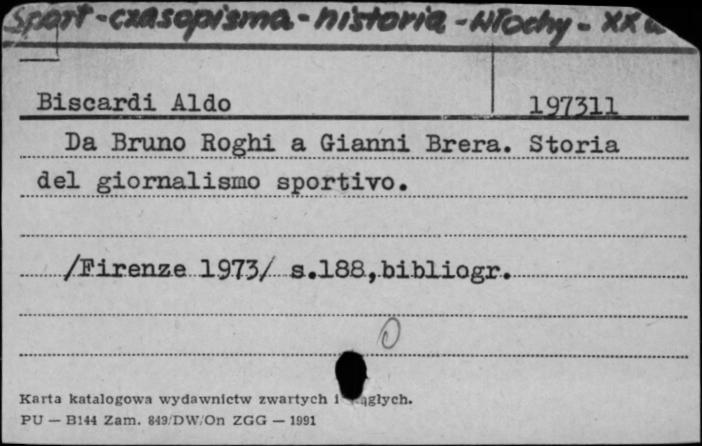 Sport - czasopisma - historia - Włochy - XX w
Biscardi Aldo 197311
Da Bruno Roghi a Gianni Brera. Storia
del giornalismo sportivo.
/Firenze 1973/ s.188,bibliogr.
0
Karta katalogowa wydawnictw zwartych i ciągłych.
PU — B144 Zam. 849/DW/On ZGG — 1991